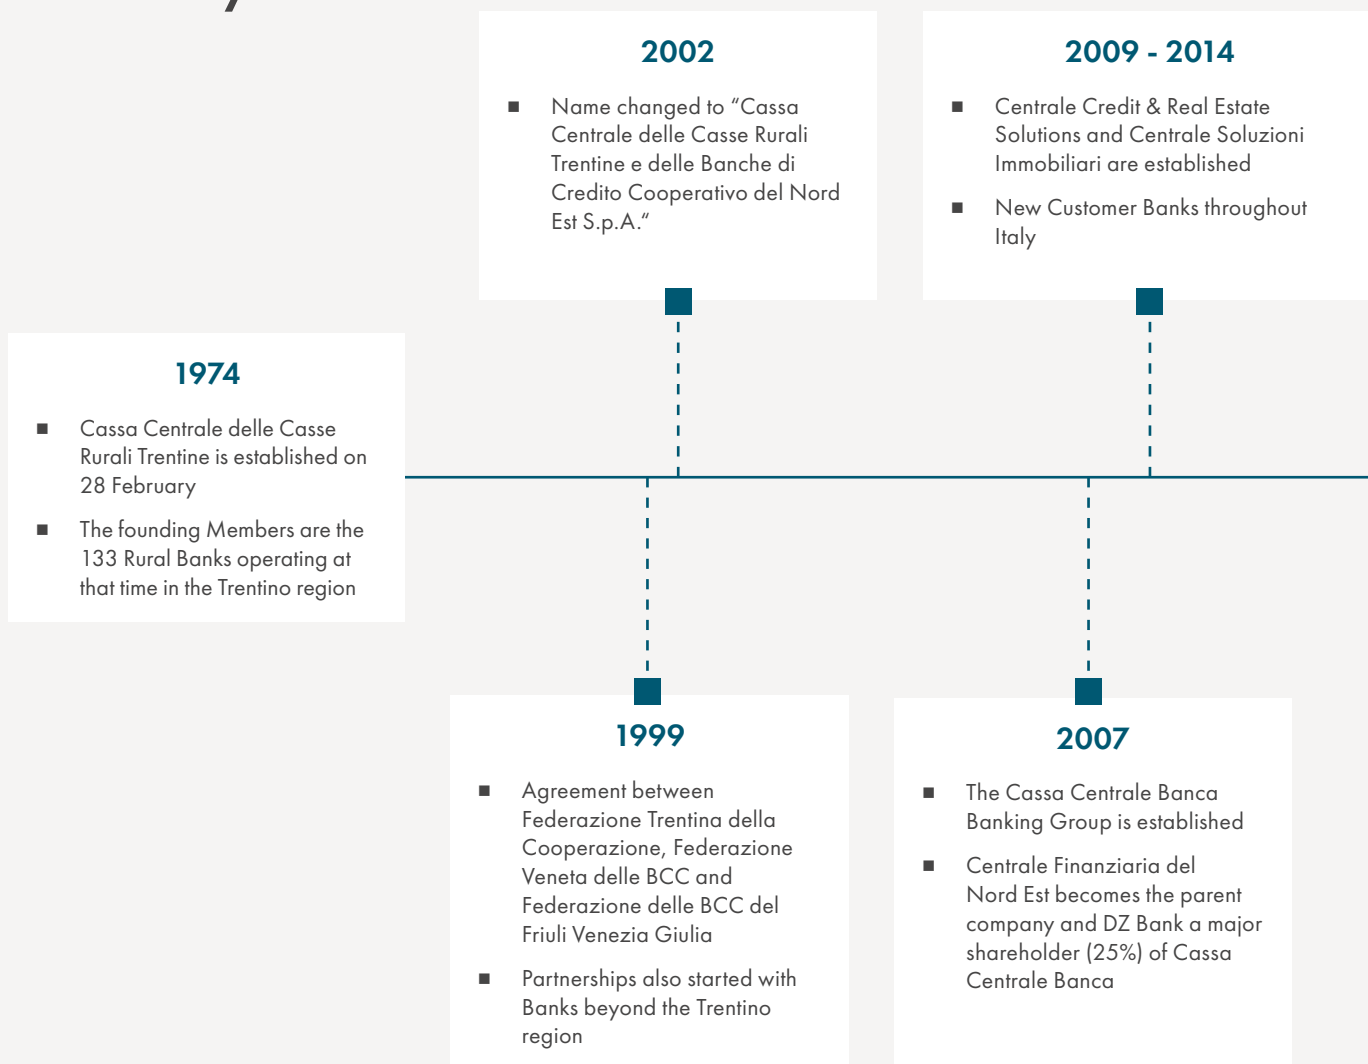 2002
■ Name changed to “Cassa
Centrale delle Casse Rurali
Trentine e delle Banche di
Credito Cooperativo del Nord
Est S.p.A.“
2009 - 2014
■ Centrale Credit & Real Estate
Solutions and Centrale Soluzioni
Immobiliari are established
■ New Customer Banks throughout
Italy
1974
■ Cassa Centrale delle Casse
Rurali Trentine is established on
28 February
■ The founding Members are the
133 Rural Banks operating at
that time in the Trentino region
1999
■ Agreement between
Federazione Trentina della
Cooperazione, Federazione
Veneta delle BCC and
Federazione delle BCC del
Friuli Venezia Giulia
■ Partnerships also started with
Banks beyond the Trentino
region
2007
■ The Cassa Centrale Banca
Banking Group is established
■ Centrale Finanziaria del
Nord Est becomes the parent
company and DZ Bank a major
shareholder (25%) of Cassa
Centrale Banca